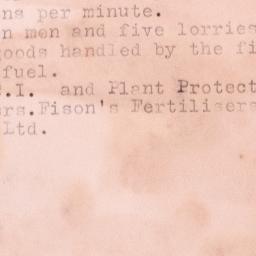 ns per minute.
n men and five lorries
goods handled by the fi
fuel.
.I. and Plant Protect
rs.Fison's Fertilisers
Ltd.